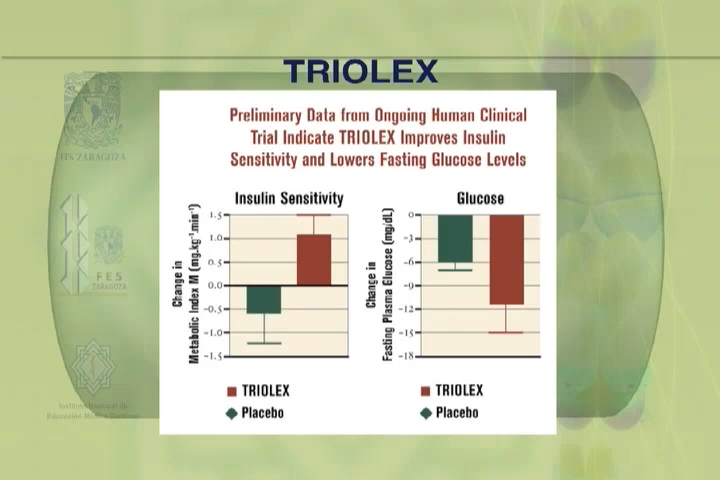 TRIOLEX
Preliminary Data from Ongoing Human Clinical
Trial Indicate TRIOLEX Improves Insulin
Sensitivity and Lowers Fasting Glucose Levels
Insulin Sensitivity
Change in
Metabolic Index M (mg.kg⁻¹.min⁻¹)
1.5
1.0
0.5
0.0
-0.5
-1.0
-1.5
TRIOLEX
Placebo
Glucose
Change in
Fasting Plasma Glucose (mg/dL)
0
-3
-6
-9
-12
-15
-18
TRIOLEX
Placebo
FES ZARAGOZA
FES
ZARAGOZA